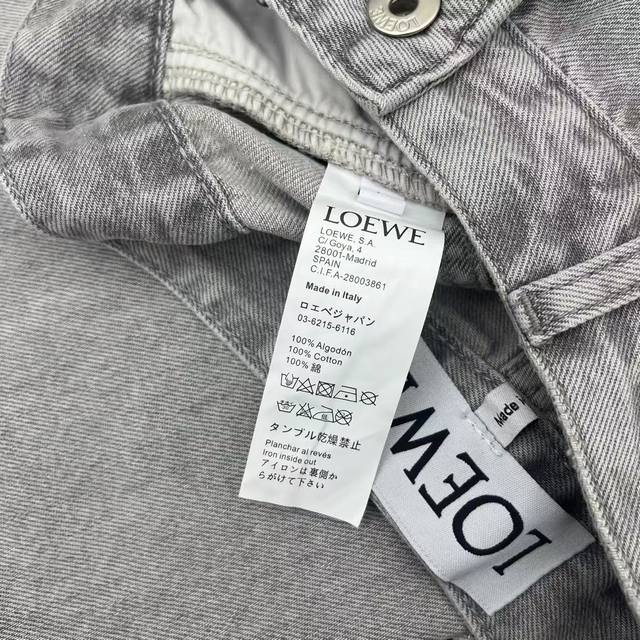 LOEWE
LOEWE
LOEWE, S.A.
C/ Goya, 4
28001-Madrid
SPAIN
C.I.F.A-28003861
Made in Italy
ロエベジャパン
03-6215-6116
100% Algodón
100% Cotton
100% 綿
タンブル乾燥禁止
Planchar al revés
Iron inside out
アイロンは裏側か
らがけて下さい
LOEWE
Made